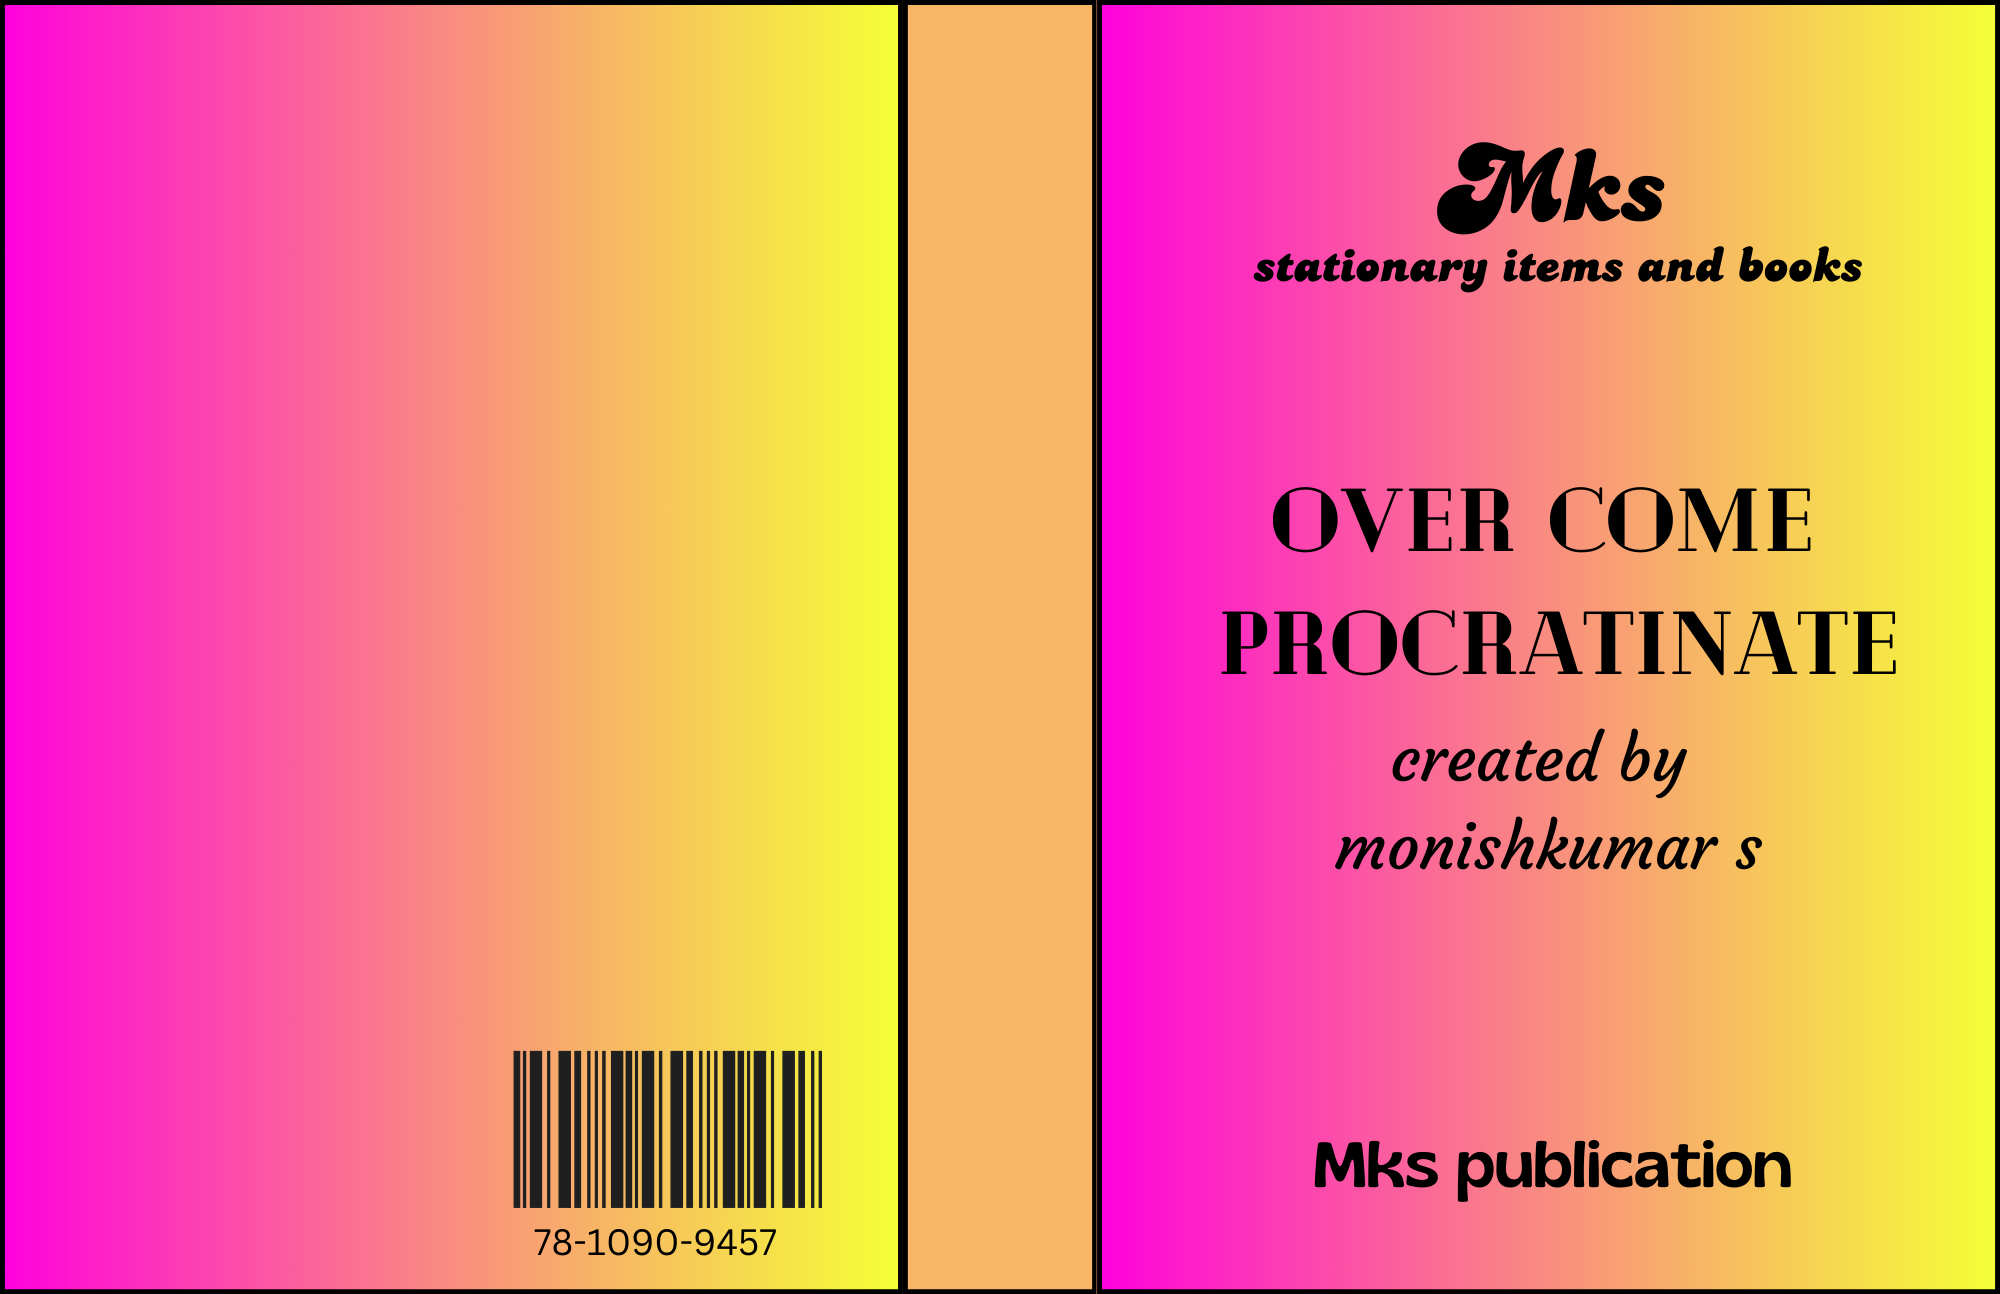 Mks
stationary items and books
OVER COME
PROCRATINATE
created by
monishkumar s
Mks publication
78-1090-9457